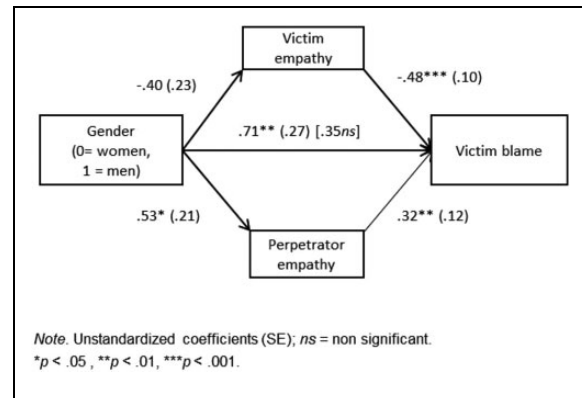 Victim
empathy
-.40 (.23)
-.48*** (.10)
Gender
(0= women,
1 = men)
.71** (.27) [.35ns]
Victim blame
.53* (.21)
.32** (.12)
Perpetrator
empathy
Note. Unstandardized coefficients (SE); ns = non significant.
*p < .05 , **p < .01, ***p < .001.